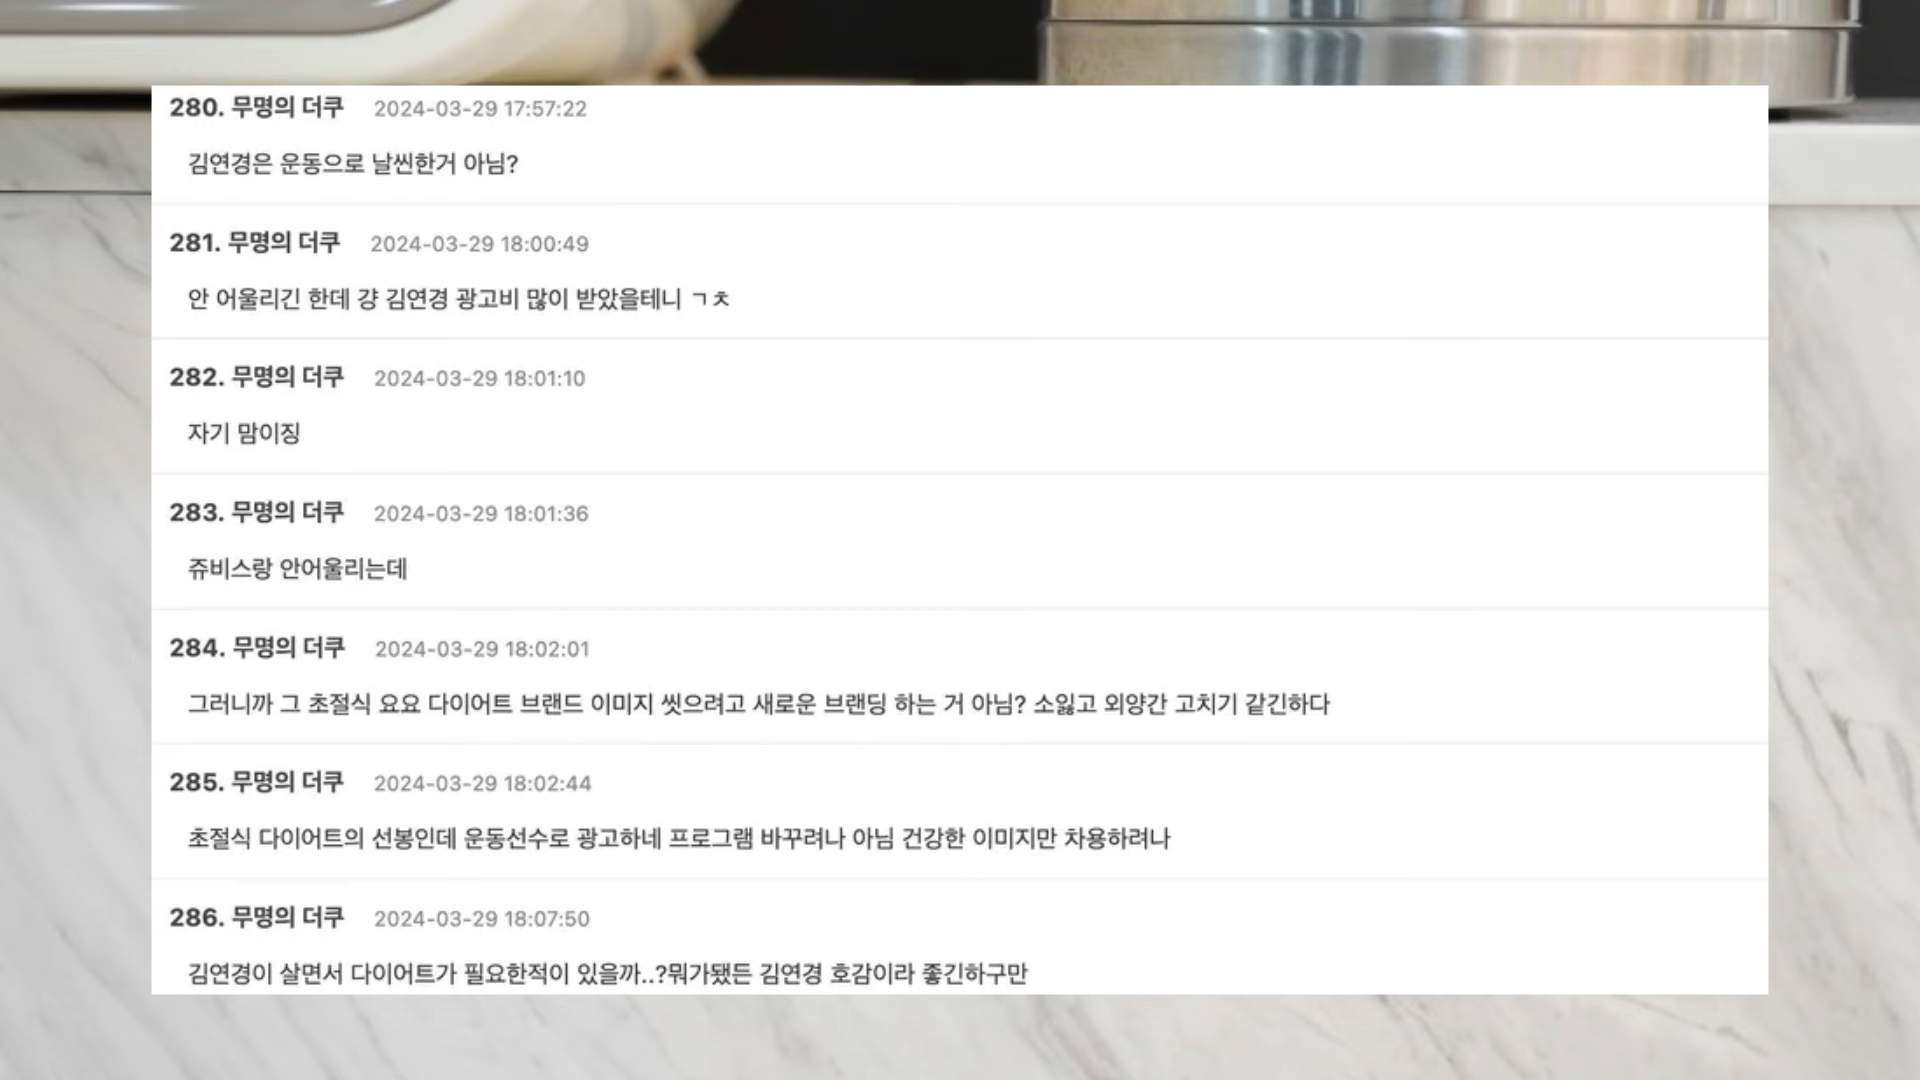 280. 무명의 더쿠 2024-03-29 17:57:22
김연경은 운동으로 날씬한거 아님?
281. 무명의 더쿠 2024-03-29 18:00:49
안 어울리긴 한데 걍 김연경 광고비 많이 받았을테니 ㄱㅊ
282. 무명의 더쿠 2024-03-29 18:01:10
자기 맘이징
283. 무명의 더쿠 2024-03-29 18:01:36
쥬비스랑 안어울리는데
284. 무명의 더쿠 2024-03-29 18:02:01
그러니까 그 초절식 요요 다이어트 브랜드 이미지 씻으려고 새로운 브랜딩 하는 거 아님? 소잃고 외양간 고치기 같긴하다
285. 무명의 더쿠 2024-03-29 18:02:44
초절식 다이어트의 선봉인데 운동선수로 광고하네 프로그램 바꾸려나 아님 건강한 이미지만 차용하려나
286. 무명의 더쿠 2024-03-29 18:07:50
김연경이 살면서 다이어트가 필요한적이 있을까..?뭐가됐든 김연경 호감이라 좋긴하구만